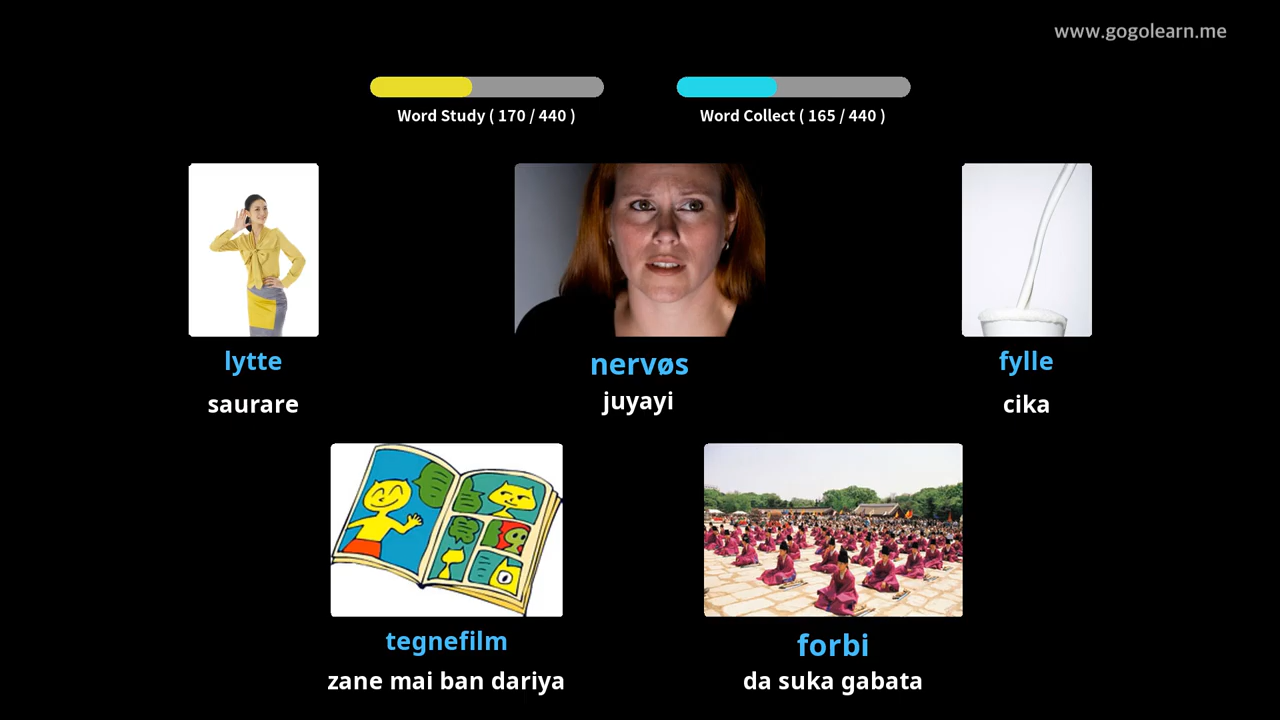 www.gogolearn.me
Word Study ( 170 / 440 )
Word Collect ( 165 / 440 )
lytte
saurare
nervøs
juyayi
fylle
cika
tegnefilm
zane mai ban dariya
forbi
da suka gabata